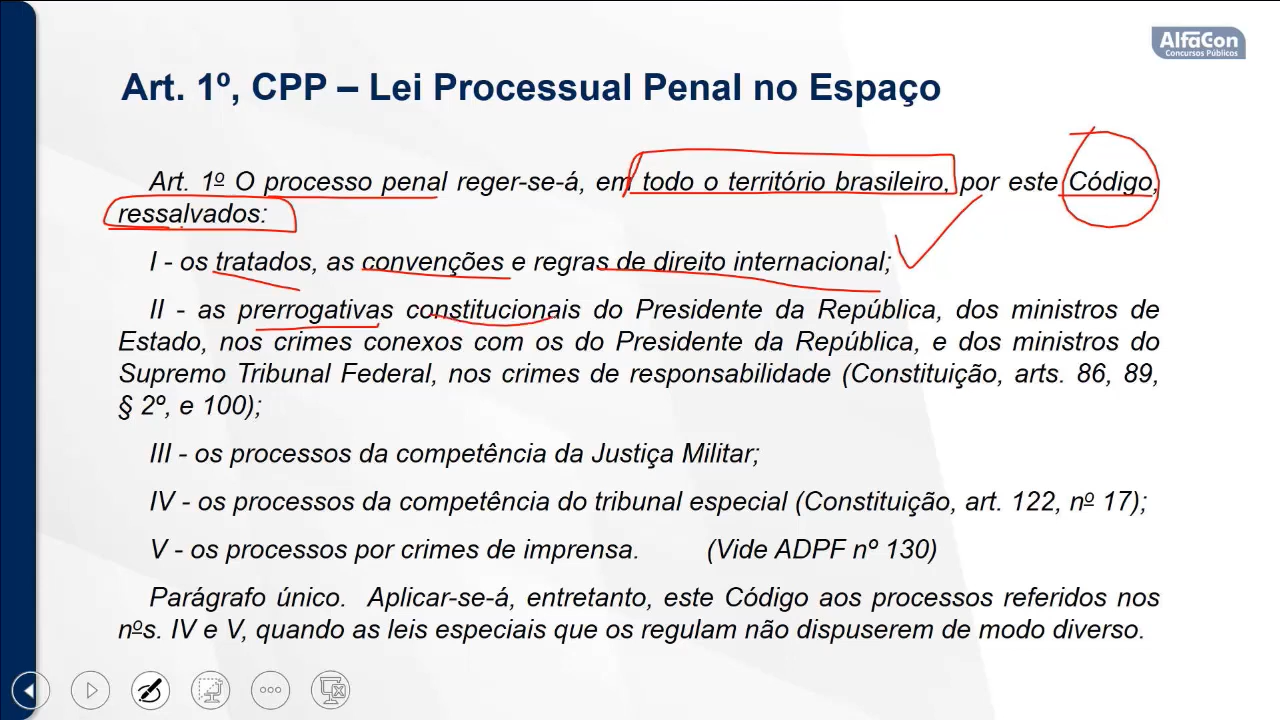 AlfaCon
Concursos Públicos
Art. 1º, CPP – Lei Processual Penal no Espaço
Art. 1º O processo penal reger-se-á, em todo o território brasileiro, por este Código,
ressalvados:
I - os tratados, as convenções e regras de direito internacional;
II - as prerrogativas constitucionais do Presidente da República, dos ministros de
Estado, nos crimes conexos com os do Presidente da República, e dos ministros do
Supremo Tribunal Federal, nos crimes de responsabilidade (Constituição, arts. 86, 89,
§ 2º, e 100);
III - os processos da competência da Justiça Militar;
IV - os processos da competência do tribunal especial (Constituição, art. 122, nº 17);
V - os processos por crimes de imprensa. (Vide ADPF nº 130)
Parágrafo único. Aplicar-se-á, entretanto, este Código aos processos referidos nos
nºs. IV e V, quando as leis especiais que os regulam não dispuserem de modo diverso.